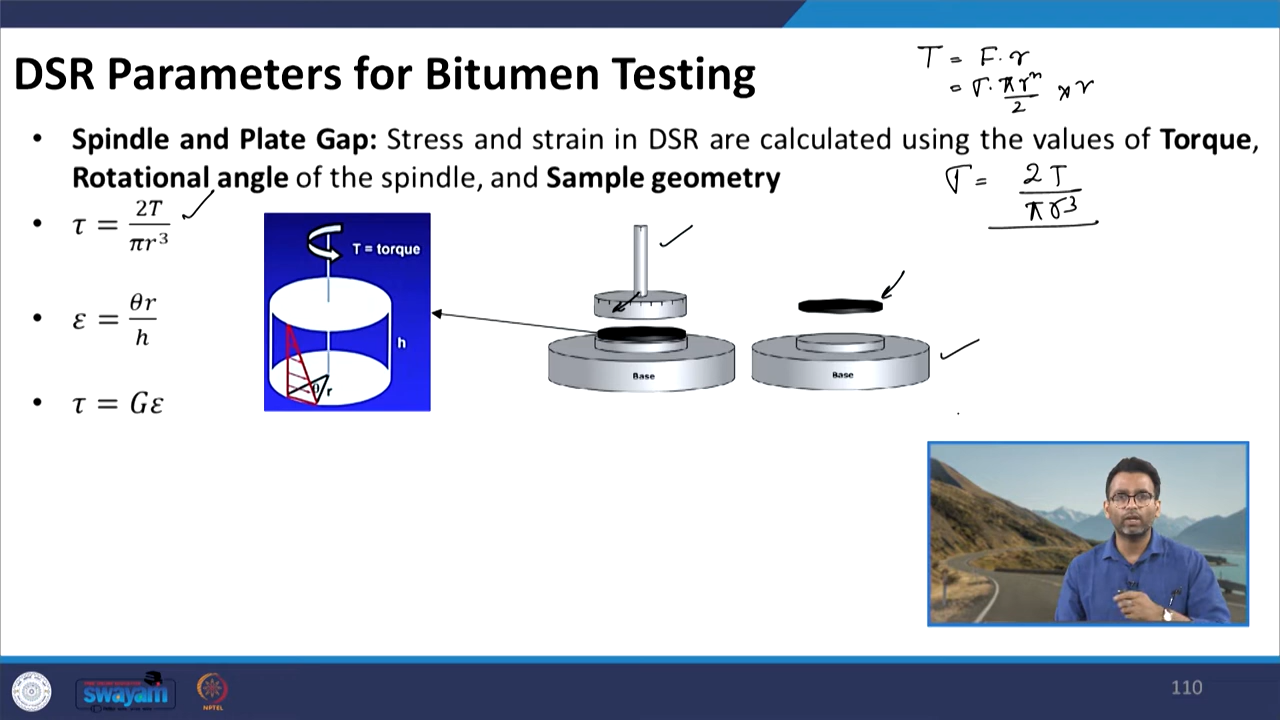 DSR Parameters for Bitumen Testing
T = F.r
= σ. πr² / 2 × r
• Spindle and Plate Gap: Stress and strain in DSR are calculated using the values of Torque,
Rotational angle of the spindle, and Sample geometry
σ = 2T / πr³
• τ = 2T / πr³
• ε = θr / h
• τ = Gε
T = torque
h
θ
r
Base
Base
swayam
NPTEL
110